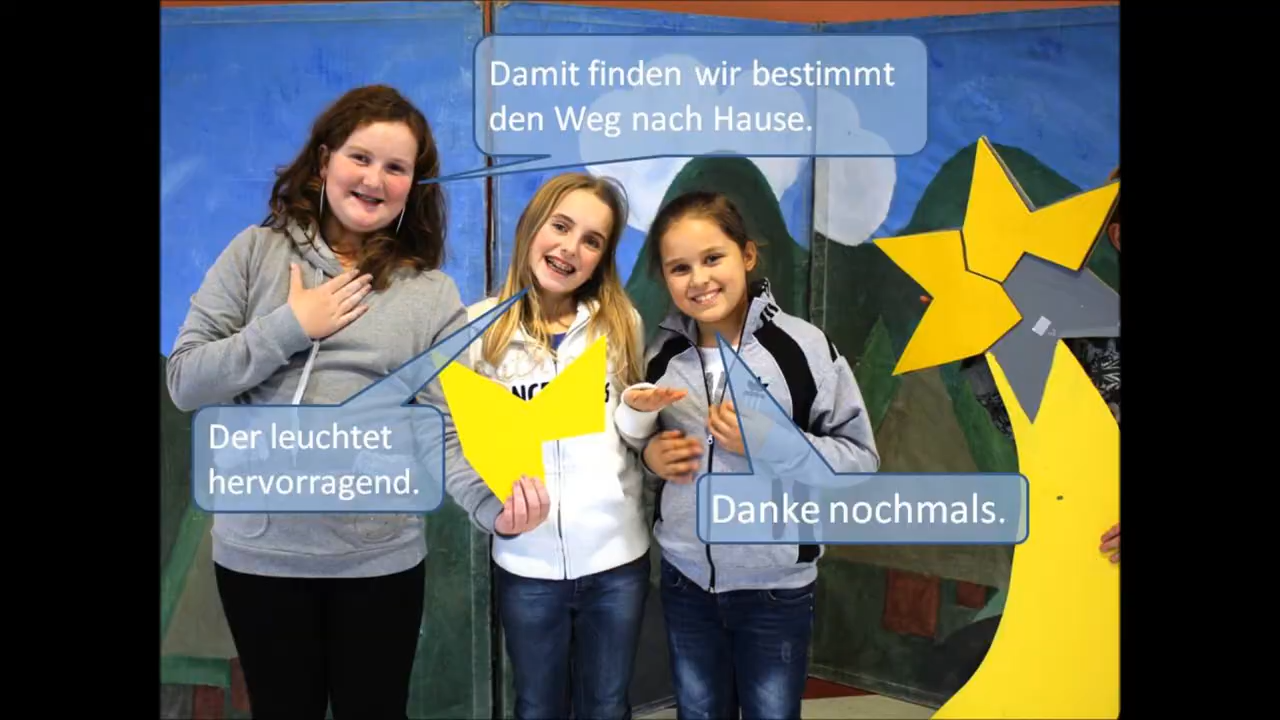 Damit finden wir bestimmt
den Weg nach Hause.
Der leuchtet
hervorragend.
Danke nochmals.